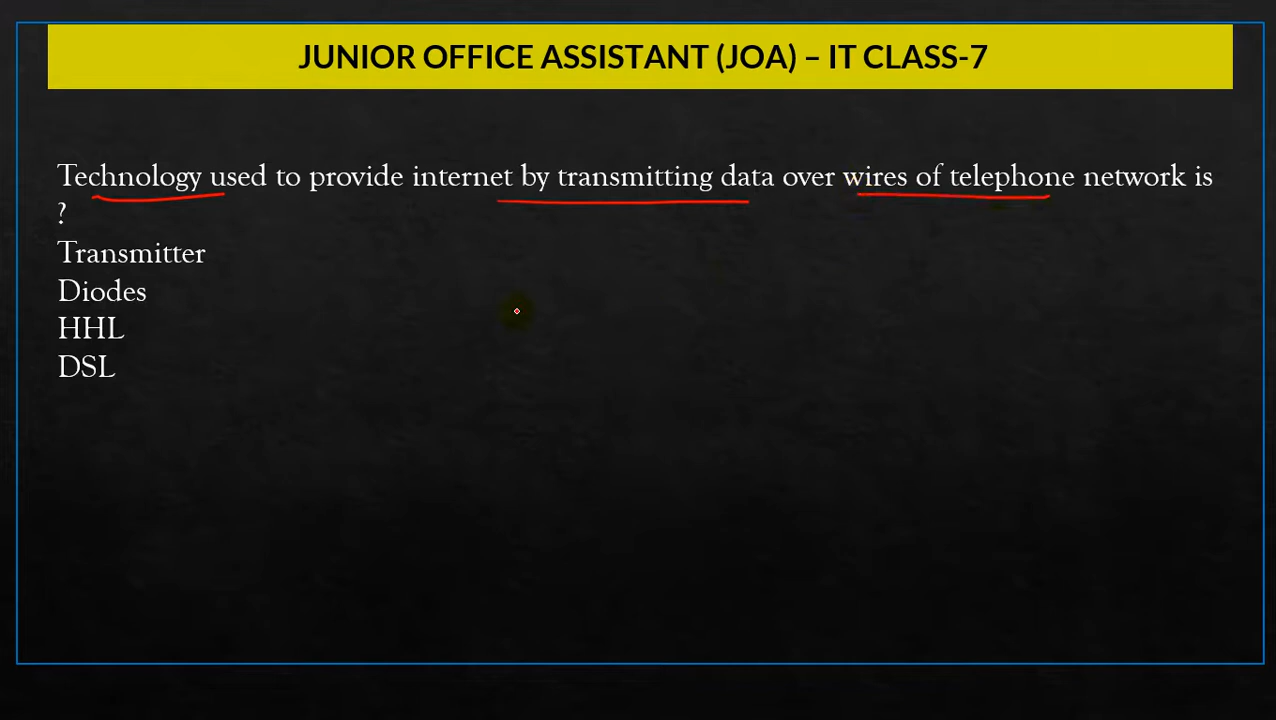 JUNIOR OFFICE ASSISTANT (JOA) – IT CLASS-7
Technology used to provide internet by transmitting data over wires of telephone network is
?
Transmitter
Diodes
HHL
DSL